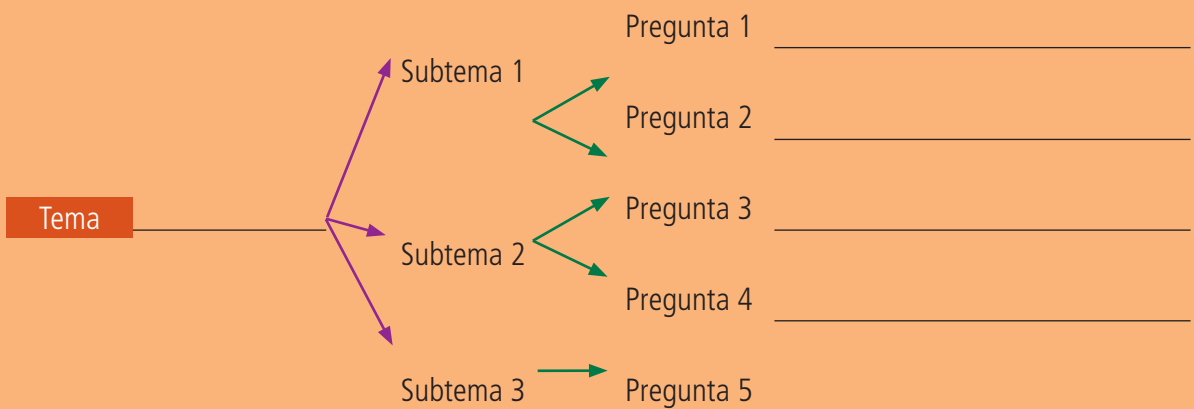 Pregunta 1
Subtema 1
Pregunta 2
Tema
Pregunta 3
Subtema 2
Pregunta 4
Subtema 3
Pregunta 5